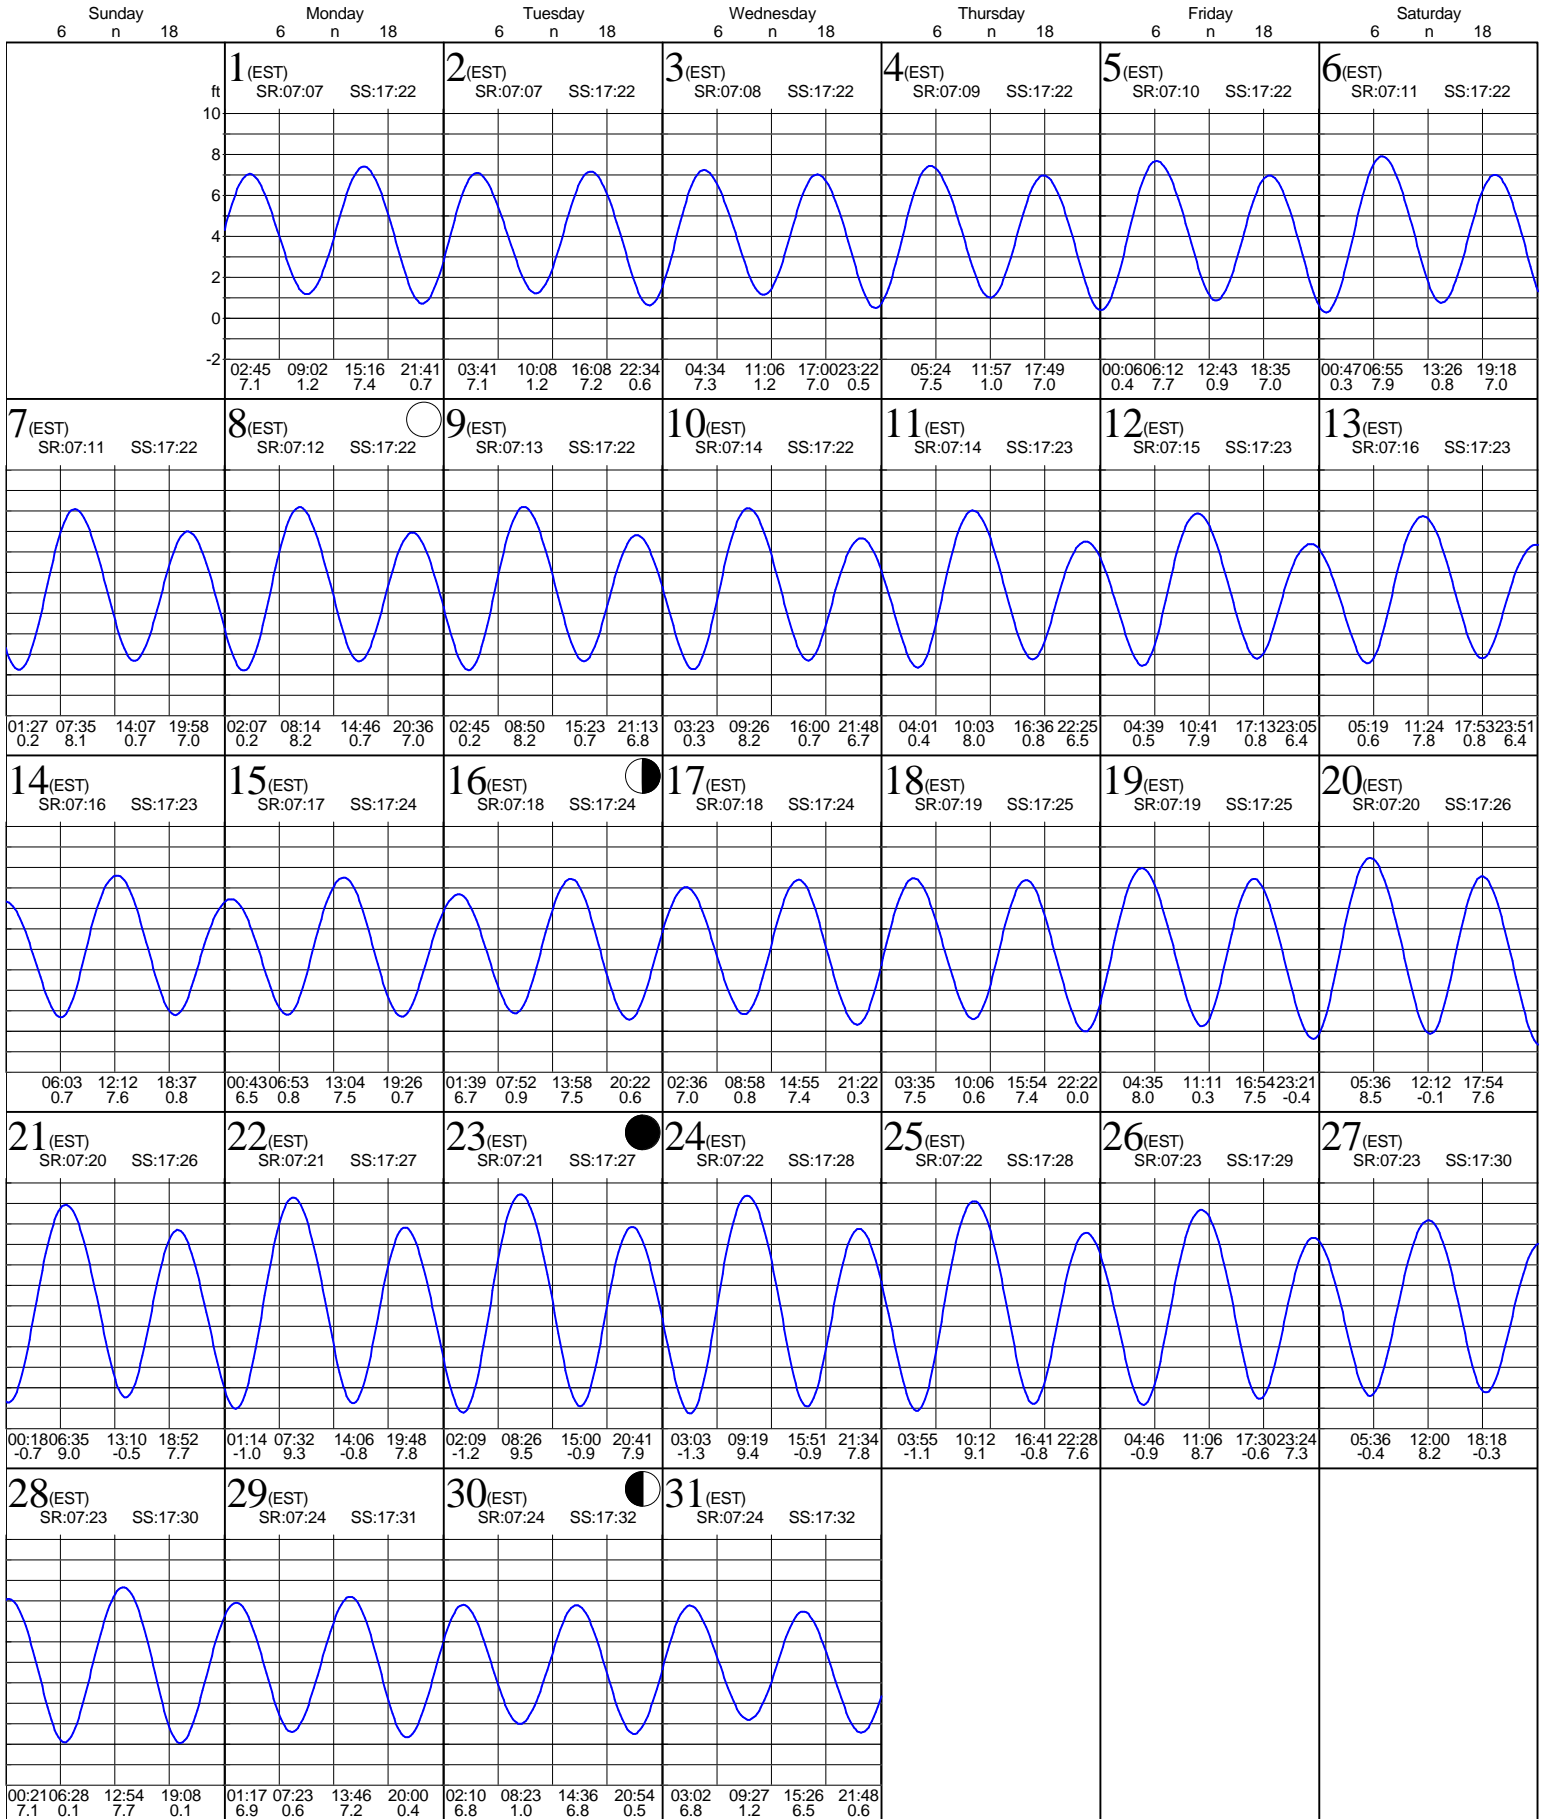 Sunday Monday Tuesday Wednesday Thursday Friday Saturday
6 n 18 6 n 18 6 n 18 6 n 18 6 n 18 6 n 18 6 n 18
1(EST) 2(EST) 3(EST) 4(EST) 5(EST) 6(EST)
ft SR:07:07 SS:17:22 SR:07:07 SS:17:22 SR:07:08 SS:17:22 SR:07:09 SS:17:22 SR:07:10 SS:17:22 SR:07:11 SS:17:22
10
8
6
4
2
0
-2
02:45 09:02 15:16 21:41 03:41 10:08 16:08 22:34 04:34 11:06 17:00 23:22 05:24 11:57 17:49 00:06 06:12 12:43 18:35 00:47 06:55 13:26 19:18
7.1 1.2 7.4 0.7 7.1 1.2 7.2 0.6 7.3 1.2 7.0 0.5 7.5 1.0 7.0 0.4 7.7 0.9 7.0 0.3 7.9 0.8 7.0
7(EST) 8(EST) 9(EST) 10(EST) 11(EST) 12(EST) 13(EST)
SR:07:11 SS:17:22 SR:07:12 SS:17:22 SR:07:13 SS:17:22 SR:07:14 SS:17:22 SR:07:14 SS:17:23 SR:07:15 SS:17:23 SR:07:16 SS:17:23
01:27 07:35 14:07 19:58 02:07 08:14 14:46 20:36 02:45 08:50 15:23 21:13 03:23 09:26 16:00 21:48 04:01 10:03 16:36 22:25 04:39 10:41 17:13 23:05 05:19 11:24 17:53 23:51
0.2 8.1 0.7 7.0 0.2 8.2 0.7 7.0 0.2 8.2 0.7 6.8 0.3 8.2 0.7 6.7 0.4 8.0 0.8 6.5 0.5 7.9 0.8 6.4 0.6 7.8 0.8 6.4
14(EST) 15(EST) 16(EST) 17(EST) 18(EST) 19(EST) 20(EST)
SR:07:16 SS:17:23 SR:07:17 SS:17:24 SR:07:18 SS:17:24 SR:07:18 SS:17:24 SR:07:19 SS:17:25 SR:07:19 SS:17:25 SR:07:20 SS:17:26
06:03 12:12 18:37 00:43 06:53 13:04 19:26 01:39 07:52 13:58 20:22 02:36 08:58 14:55 21:22 03:35 10:06 15:54 22:22 04:35 11:11 16:54 23:21 05:36 12:12 17:54
0.7 7.6 0.8 6.5 0.8 7.5 0.7 6.7 0.9 7.5 0.6 7.0 0.8 7.4 0.3 7.5 0.6 7.4 0.0 8.0 0.3 7.5 -0.4 8.5 -0.1 7.6
21(EST) 22(EST) 23(EST) 24(EST) 25(EST) 26(EST) 27(EST)
SR:07:20 SS:17:26 SR:07:21 SS:17:27 SR:07:21 SS:17:27 SR:07:22 SS:17:28 SR:07:22 SS:17:28 SR:07:23 SS:17:29 SR:07:23 SS:17:30
00:18 06:35 13:10 18:52 01:14 07:32 14:06 19:48 02:09 08:26 15:00 20:41 03:03 09:19 15:51 21:34 03:55 10:12 16:41 22:28 04:46 11:06 17:30 23:24 05:36 12:00 18:18
-0.7 9.0 -0.5 7.7 -1.0 9.3 -0.8 7.8 -1.2 9.5 -0.9 7.9 -1.3 9.4 -0.9 7.8 -1.1 9.1 -0.8 7.6 -0.9 8.7 -0.6 7.3 -0.4 8.2 -0.3
28(EST) 29(EST) 30(EST) 31(EST)
SR:07:23 SS:17:30 SR:07:24 SS:17:31 SR:07:24 SS:17:32 SR:07:24 SS:17:32
00:21 06:28 12:54 19:08 01:17 07:23 13:46 20:00 02:10 08:23 14:36 20:54 03:02 09:27 15:26 21:48
7.1 0.1 7.7 0.1 6.9 0.6 7.2 0.4 6.8 1.0 6.8 0.5 6.8 1.2 6.5 0.6